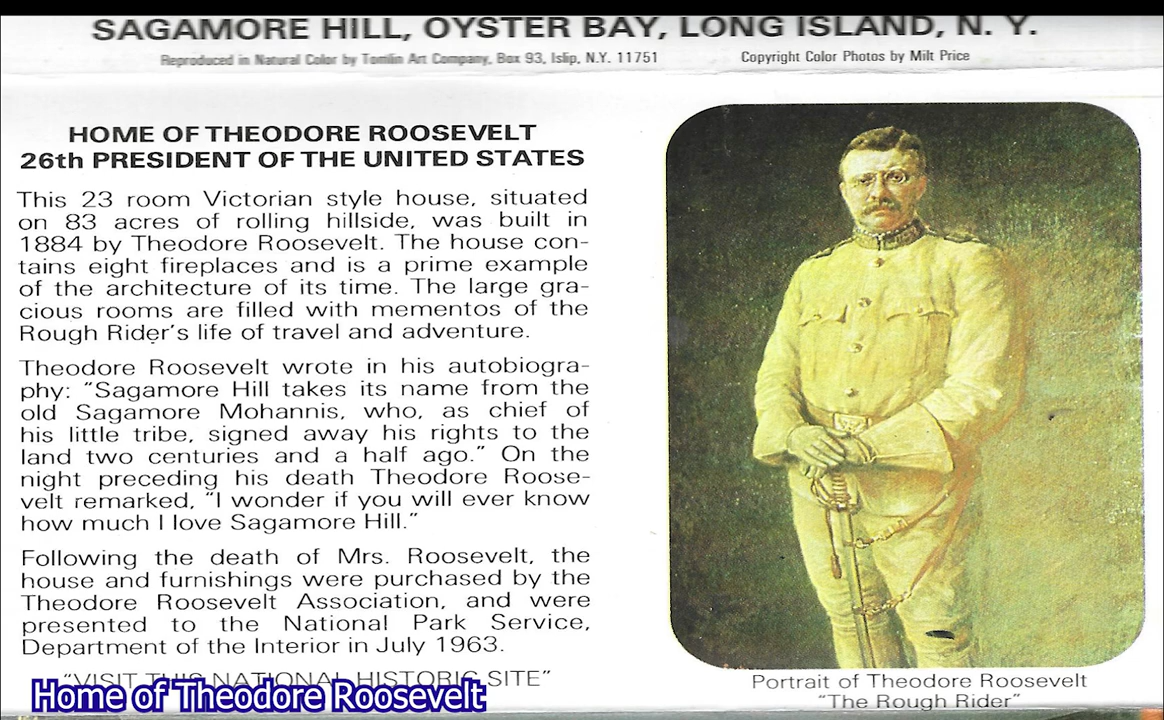 SAGAMORE HILL, OYSTER BAY, LONG ISLAND, N. Y.
Reproduced in Natural Color by Tomlin Art Company, Box 93, Islip, N.Y. 11751
Copyright Color Photos by Milt Price
HOME OF THEODORE ROOSEVELT
26th PRESIDENT OF THE UNITED STATES
This 23 room Victorian style house, situated
on 83 acres of rolling hillside, was built in
1884 by Theodore Roosevelt. The house con-
tains eight fireplaces and is a prime example
of the architecture of its time. The large gra-
cious rooms are filled with mementos of the
Rough Rider's life of travel and adventure.
Theodore Roosevelt wrote in his autobiogra-
phy: "Sagamore Hill takes its name from the
old Sagamore Mohannis, who, as chief of
his little tribe, signed away his rights to the
land two centuries and a half ago." On the
night preceding his death Theodore Roose-
velt remarked, "I wonder if you will ever know
how much I love Sagamore Hill."
Following the death of Mrs. Roosevelt, the
house and furnishings were purchased by the
Theodore Roosevelt Association, and were
presented to the National Park Service,
Department of the Interior in July 1963.
"VISIT THIS NATIONAL HISTORIC SITE"
Home of Theodore Roosevelt
Portrait of Theodore Roosevelt
"The Rough Rider"